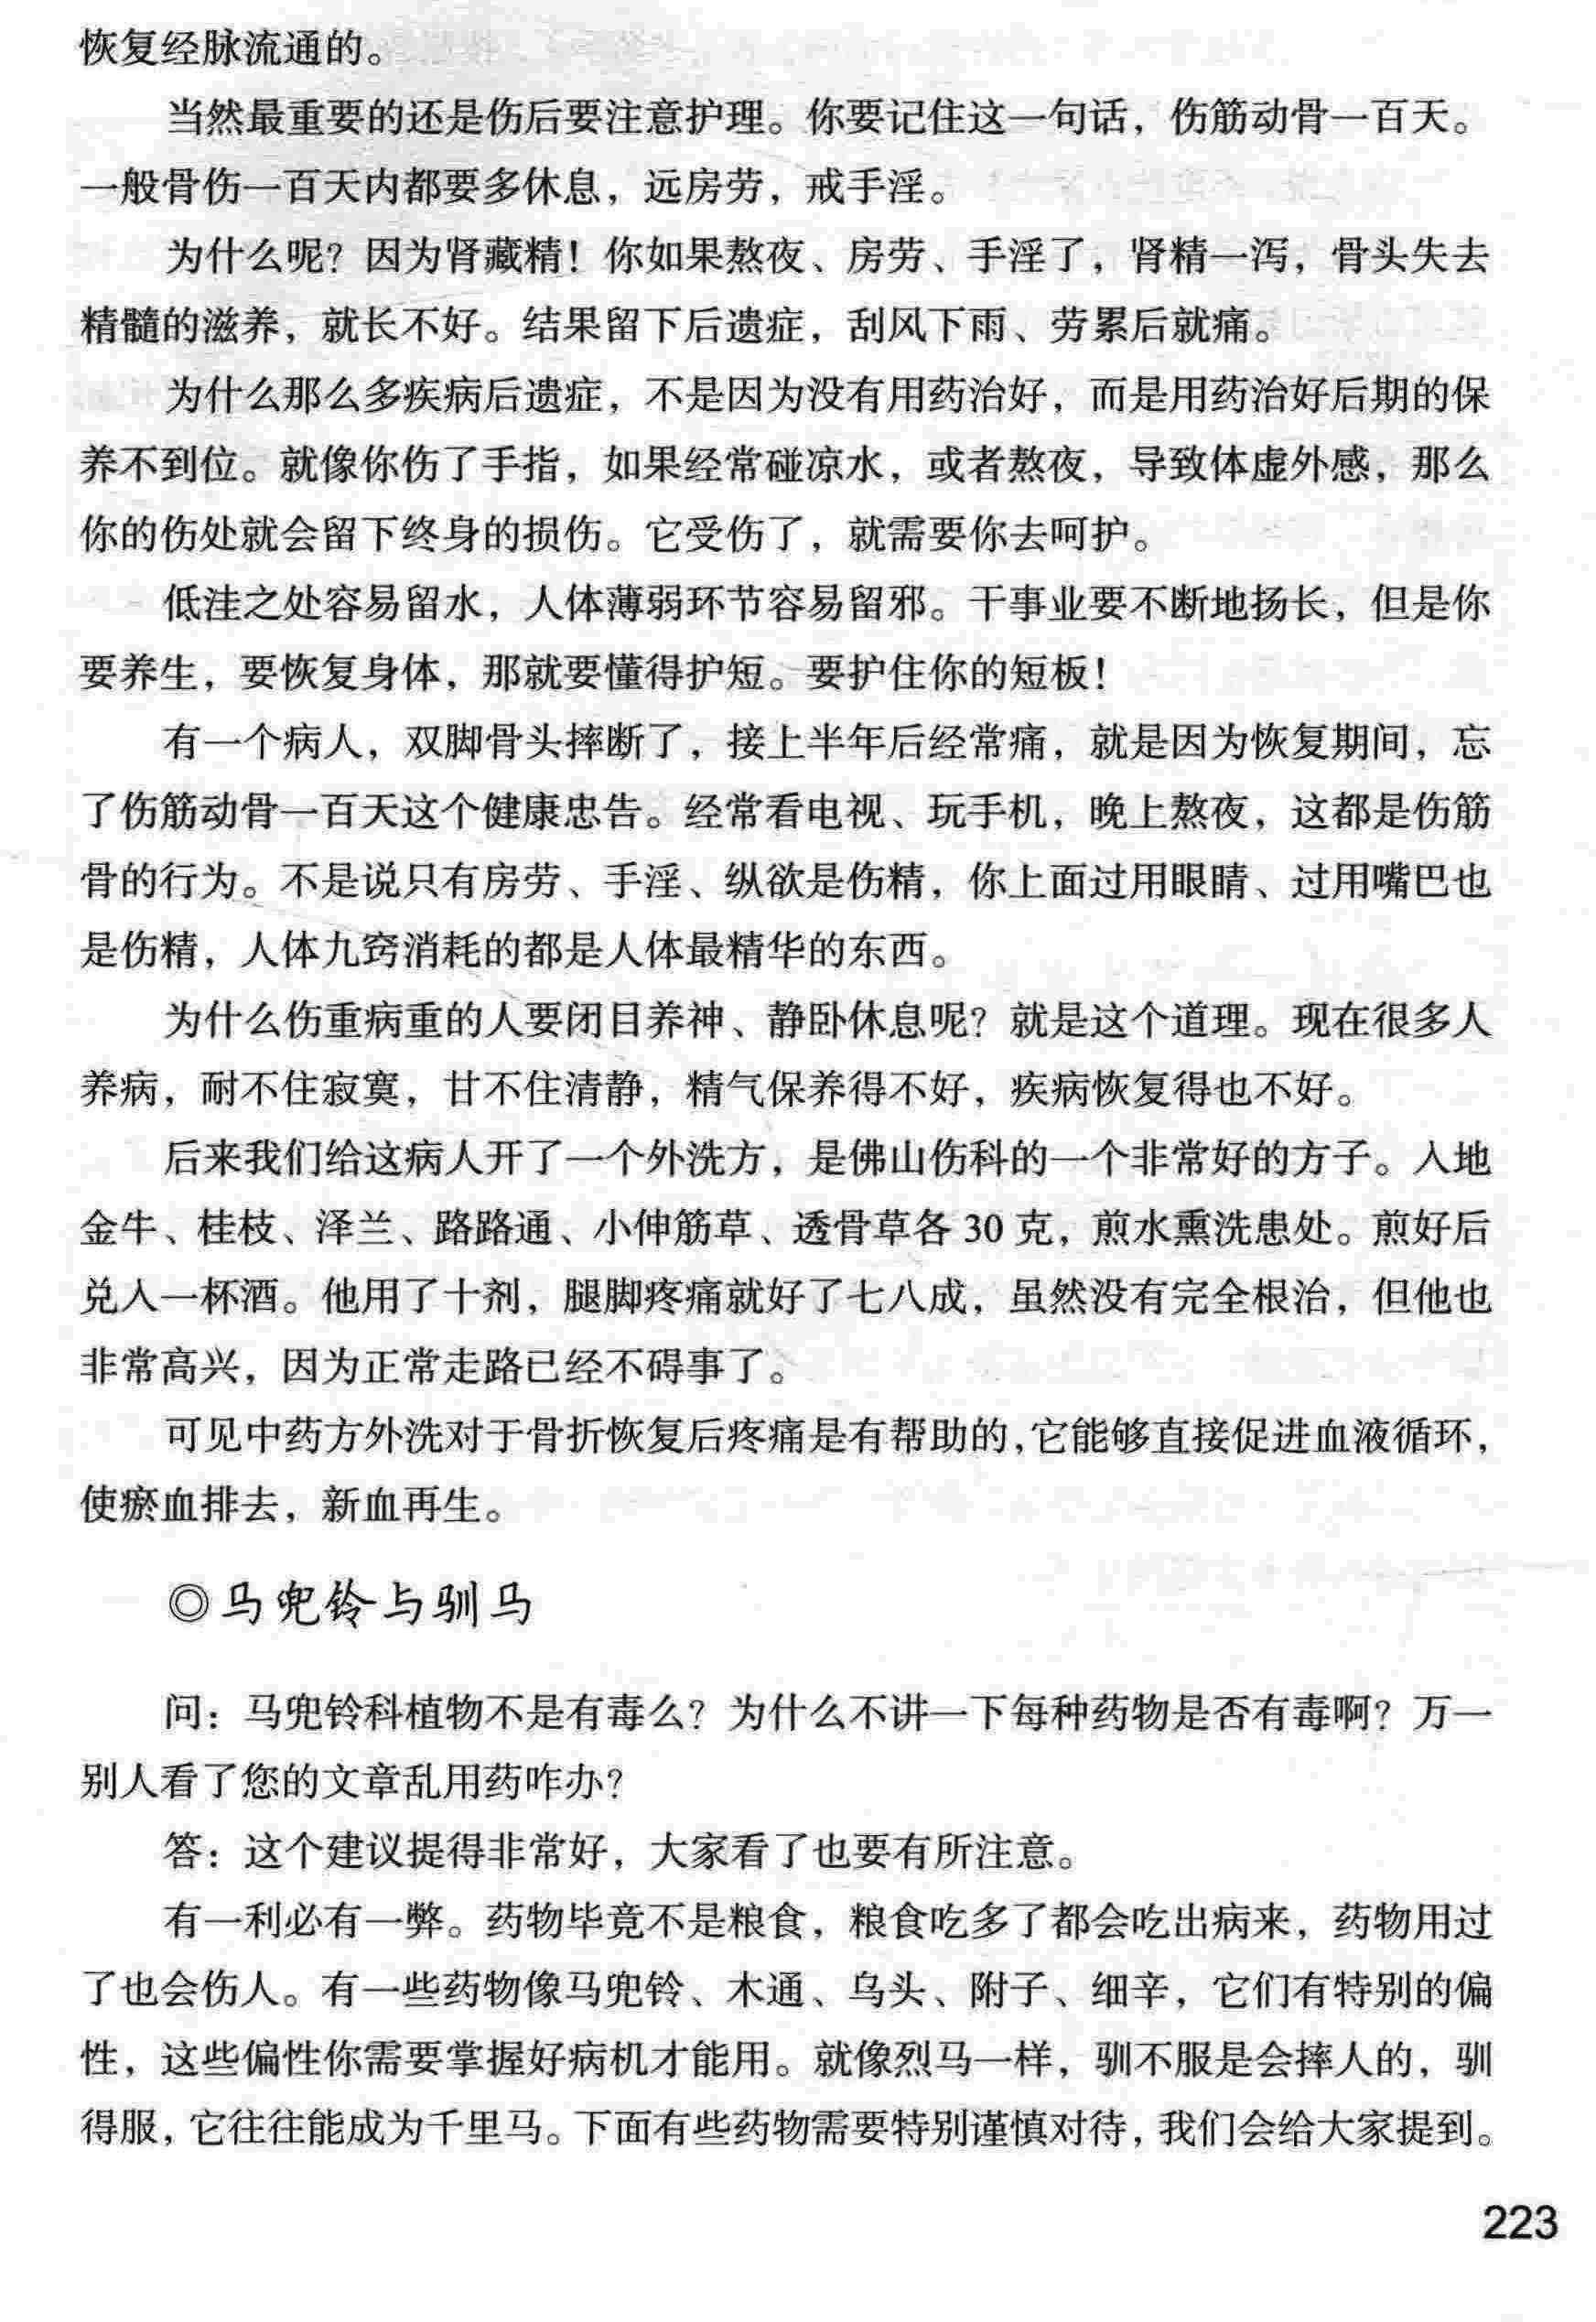 恢复经脉流通的。
当然最重要的还是伤后要注意护理。你要记住这一句话，伤筋动骨一百天。
一般骨伤一百天内都要多休息，远房劳，戒手淫。
为什么呢？因为肾藏精！你如果熬夜、房劳、手淫了，肾精一泻，骨头失去
精髓的滋养，就长不好。结果留下后遗症，刮风下雨、劳累后就痛。
为什么那么多疾病后遗症，不是因为没有用药治好，而是用药治好后期的保
养不到位。就像你伤了手指，如果经常碰凉水，或者熬夜，导致体虚外感，那么
你的伤处就会留下终身的损伤。它受伤了，就需要你去呵护。
低洼之处容易留水，人体薄弱环节容易留邪。干事业要不断地扬长，但是你
要养生，要恢复身体，那就要懂得护短。要护住你的短板！
有一个病人，双脚骨头摔断了，接上半年后经常痛，就是因为恢复期间，忘
了伤筋动骨一百天这个健康忠告。经常看电视、玩手机，晚上熬夜，这都是伤筋
骨的行为。不是说只有房劳、手淫、纵欲是伤精，你上面过用眼睛、过用嘴巴也
是伤精，人体九窍消耗的都是人体最精华的东西。
为什么伤重病重的人要闭目养神、静卧休息呢？就是这个道理。现在很多人
养病，耐不住寂寞，甘不住清静，精气保养得不好，疾病恢复得也不好。
后来我们给这病人开了一个外洗方，是佛山伤科的一个非常好的方子。入地
金牛、桂枝、泽兰、路路通、小伸筋草、透骨草各 30 克，煎水熏洗患处。煎好后
兑入一杯酒。他用了十剂，腿脚疼痛就好了七八成，虽然没有完全根治，但他也
非常高兴，因为正常走路已经不碍事了。
可见中药方外洗对于骨折恢复后疼痛是有帮助的，它能够直接促进血液循环，
使瘀血排去，新血再生。
◎马兜铃与驯马
问：马兜铃科植物不是有毒么？为什么不讲一下每种药物是否有毒啊？万一
别人看了您的文章乱用药咋办？
答：这个建议提得非常好，大家看了也要有所注意。
有一利必有一弊。药物毕竟不是粮食，粮食吃多了都会吃出病来，药物用过
了也会伤人。有一些药物像马兜铃、木通、乌头、附子、细辛，它们有特别的偏
性，这些偏性你需要掌握好病机才能用。就像烈马一样，驯不服是会摔人的，驯
得服，它往往能成为千里马。下面有些药物需要特别谨慎对待，我们会给大家提到。
223